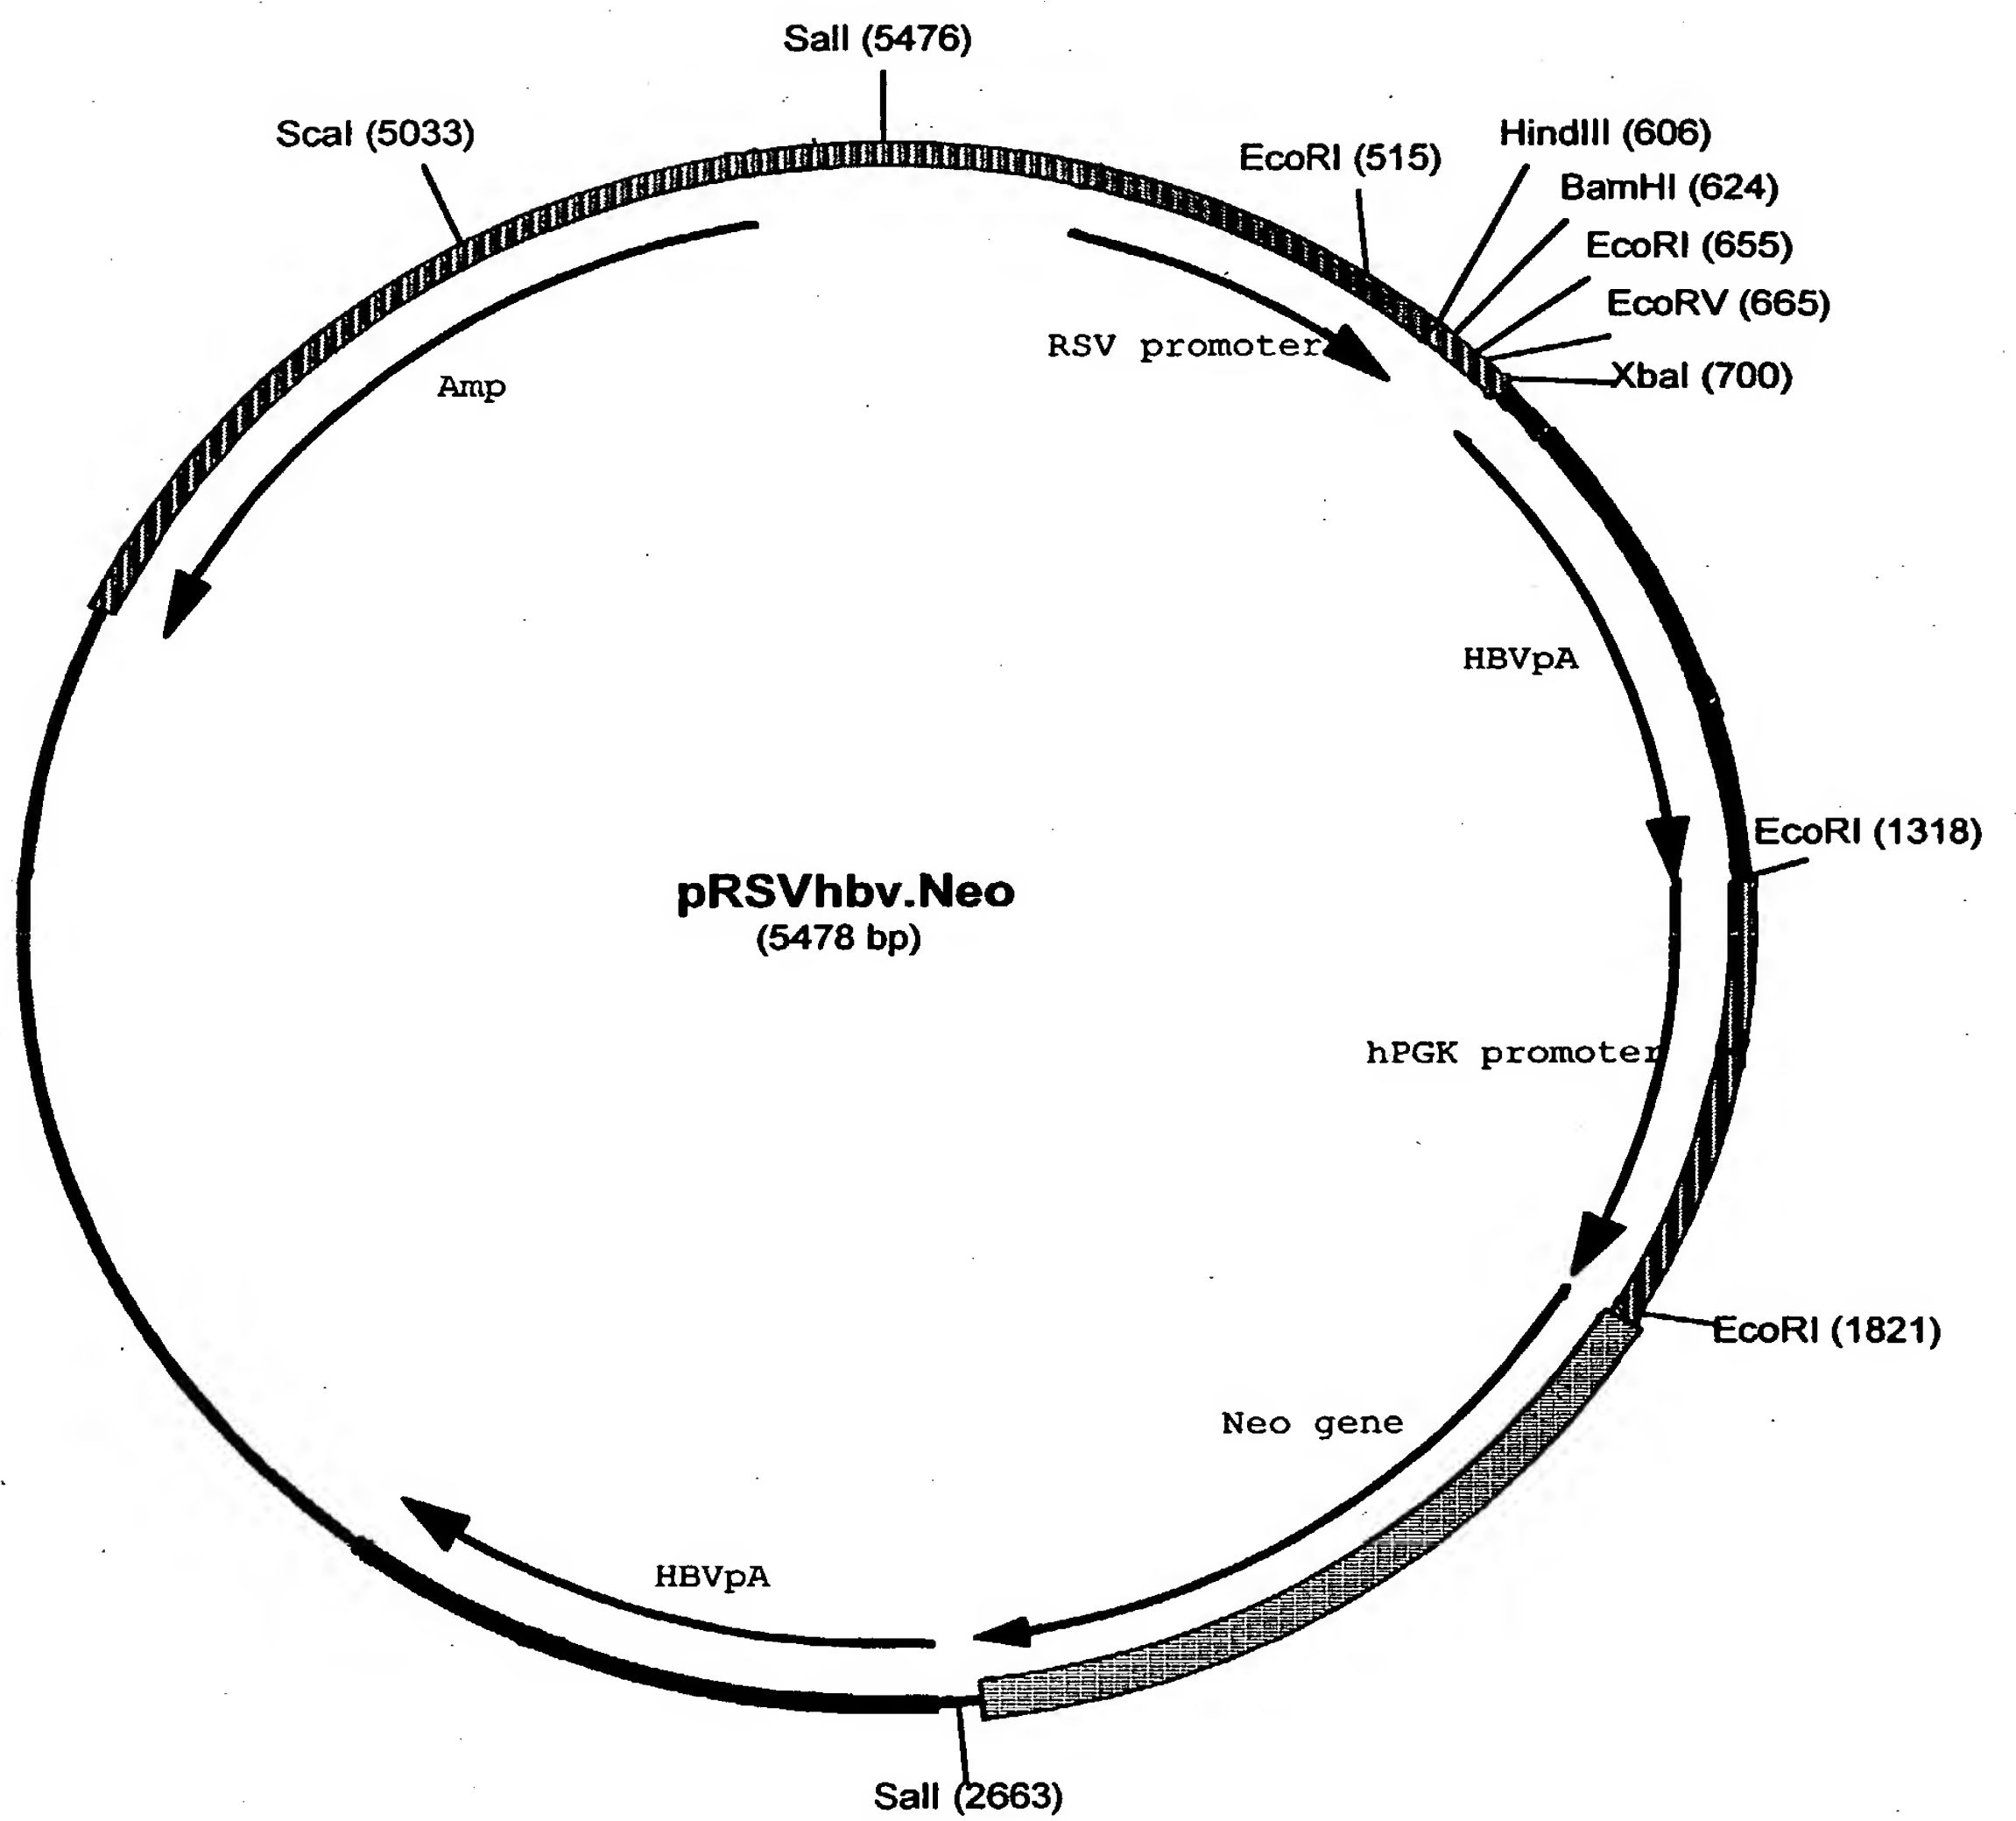 SalI (5476)
ScaI (5033)
HindIII (606)
EcoRI (515)
BamHI (624)
EcoRI (655)
EcoRV (665)
RSV promoter
XbaI (700)
Amp
HBVpA
EcoRI (1318)
pRSVhbv.Neo
(5478 bp)
hPGK promoter
EcoRI (1821)
Neo gene
HBVpA
SalI (2663)